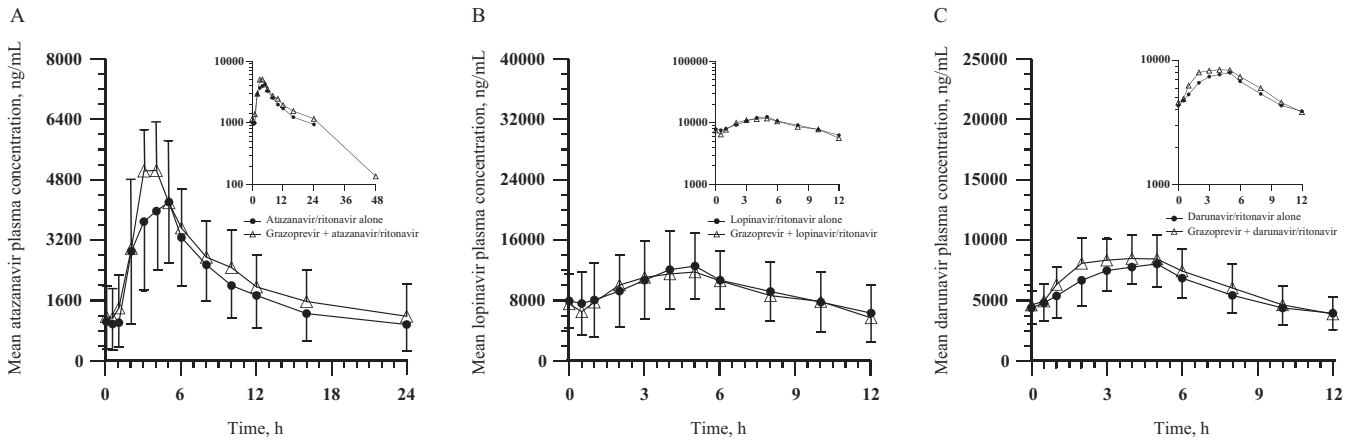 A
Mean atazanavir plasma concentration, ng/mL
8000
6400
4800
3200
1600
0
0 6 12 18 24
Time, h
10000
1000
100
0 12 24 36 48
Atazanavir/ritonavir alone
Grazoprevir + atazanavir/ritonavir
B
Mean lopinavir plasma concentration, ng/mL
40000
32000
24000
16000
8000
0
0 3 6 9 12
Time, h
100000
10000
1000
0 3 6 9 12
Lopinavir/ritonavir alone
Grazoprevir + lopinavir/ritonavir
C
Mean darunavir plasma concentration, ng/mL
25000
20000
15000
10000
5000
0
0 3 6 9 12
Time, h
10000
1000
0 3 6 9 12
Darunavir/ritonavir alone
Grazoprevir + darunavir/ritonavir